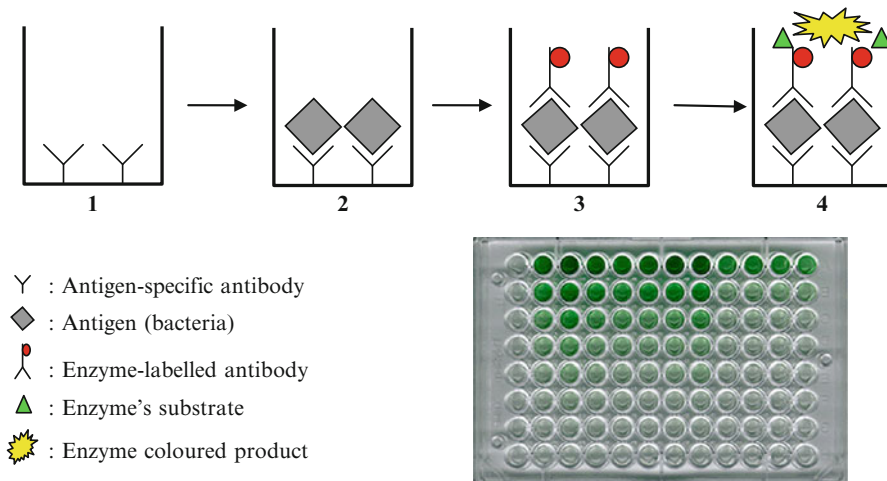 1
2
3
4
: Antigen-specific antibody
: Antigen (bacteria)
: Enzyme-labelled antibody
: Enzyme's substrate
: Enzyme coloured product